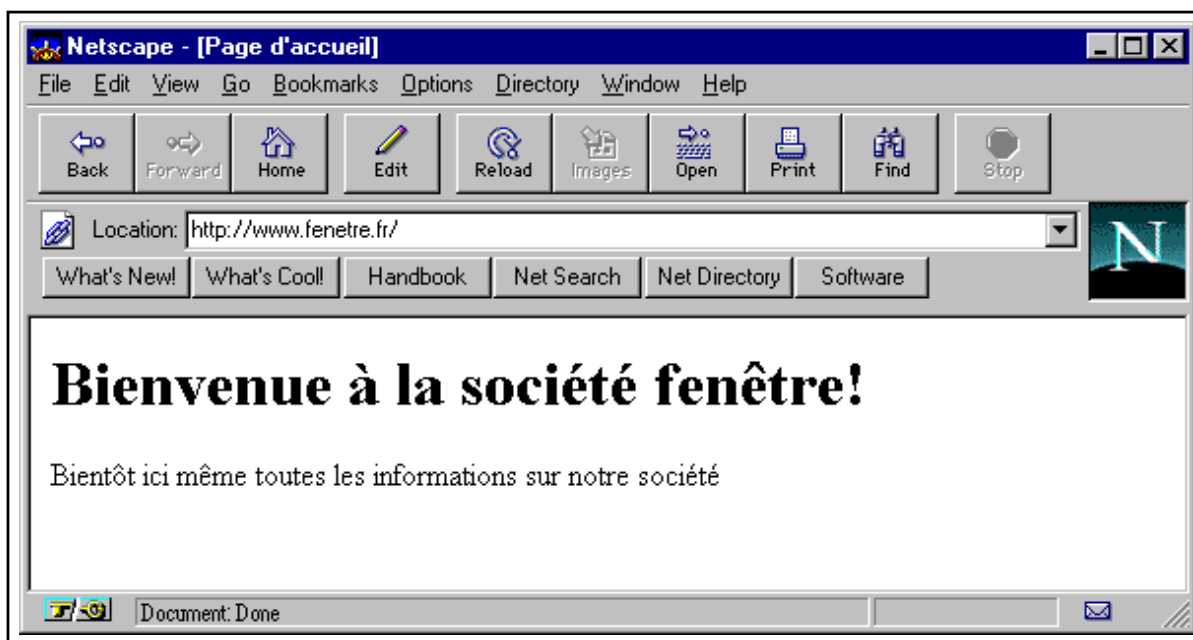 Netscape - [Page d'accueil]
File Edit View Go Bookmarks Options Directory Window Help
Back Forward Home Edit Reload Images Open Print Find Stop
Location: http://www.fenetre.fr/
N
What's New! What's Cool! Handbook Net Search Net Directory Software
Bienvenue à la société fenêtre!
Bientôt ici même toutes les informations sur notre société
Document: Done